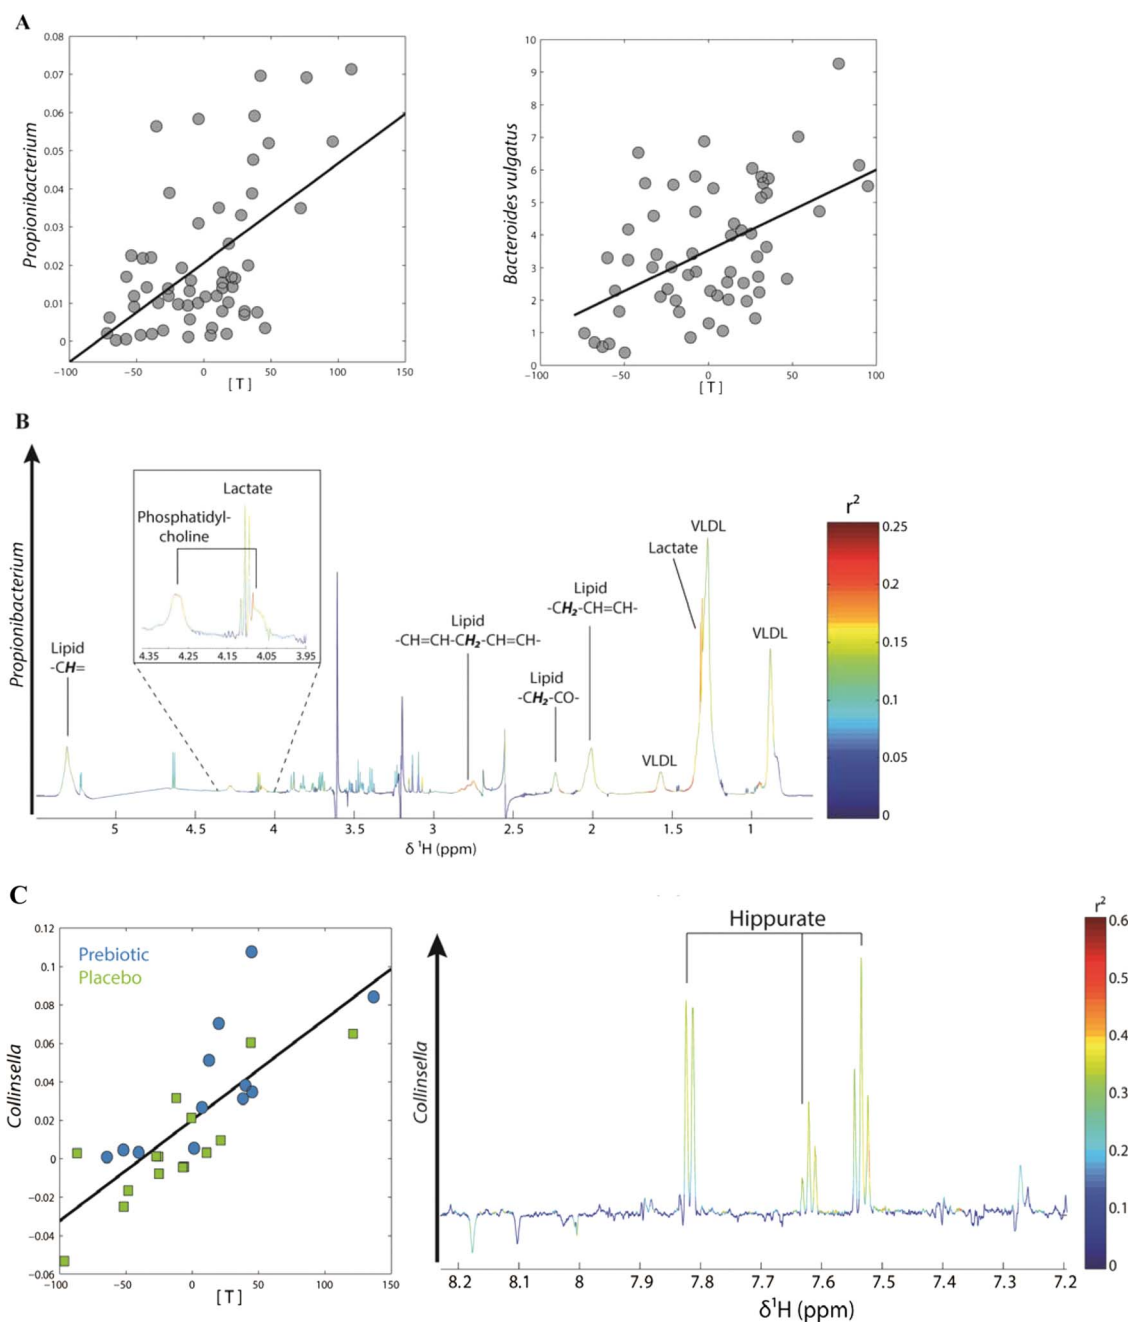 A
0.08
0.07
0.06
0.05
0.04
0.03
0.02
0.01
0
Propionibacterium
−100 −50 0 50 100 150
[ T ]
10
9
8
7
6
5
4
3
2
1
0
Bacteroides vulgatus
−100 −50 0 50 100
[ T ]
B
Propionibacterium
Lactate
Phosphatidyl-
choline
4.35 4.25 4.15 4.05 3.95
Lipid
-CH=
Lipid
-CH=CH-CH₂-CH=CH-
Lipid
-CH₂-CO-
Lipid
-CH₂-CH=CH-
VLDL
Lactate
VLDL
VLDL
5 4.5 4 3.5 3 2.5 2 1.5 1
δ ¹H (ppm)
r²
0.25
0.2
0.15
0.1
0.05
0
C
Prebiotic
Placebo
0.12
0.1
0.08
0.06
0.04
0.02
0
−0.02
−0.04
−0.06
Collinsella
−100 −50 0 50 100 150
[ T ]
Hippurate
Collinsella
8.2 8.1 8 7.9 7.8 7.7 7.6 7.5 7.4 7.3 7.2
δ¹H (ppm)
r²
0.6
0.5
0.4
0.3
0.2
0.1
0